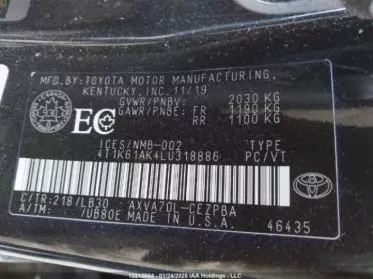 MFD. BY: TOYOTA MOTOR MANUFACTURING,
KENTUCKY, INC. 11/19
GVWR/PNBV: 2030 KG
GAWR/PNBE: FR 1190 KG
RR 1100 KG
EC
ICES/NMB-002 TYPE
4T1K61AK4LU318886 PC/VT
C/TR: 218/LB30 AXVA70L-CEZPBA
A/TM: 7UB80E MADE IN U.S.A. 46435